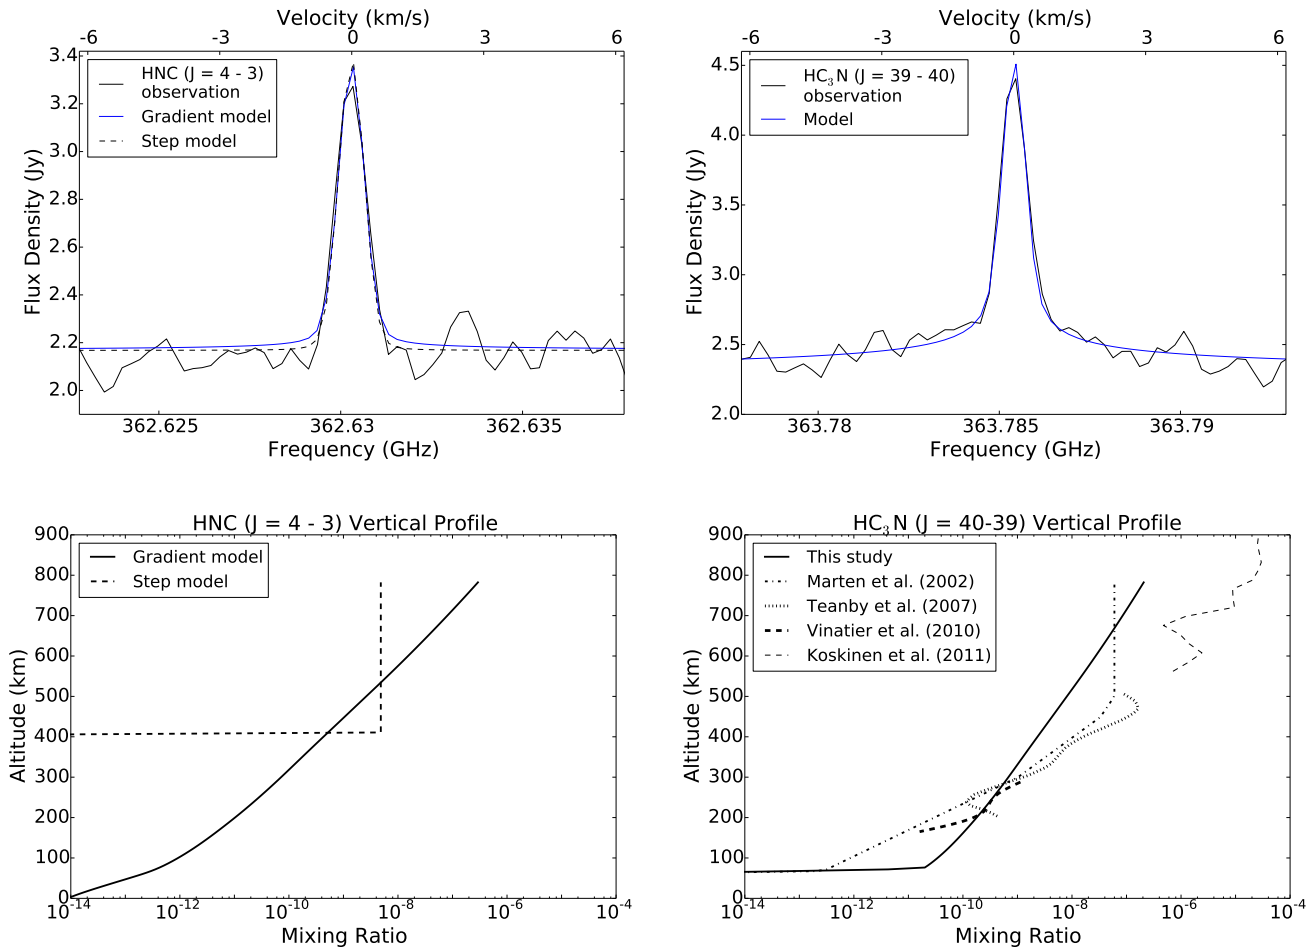 Velocity (km/s)
-6 -3 0 3 6
3.4
3.2
3.0
2.8
2.6
2.4
2.2
2.0
Flux Density (Jy)
HNC (J = 4 - 3)
observation
Gradient model
Step model
362.625 362.63 362.635
Frequency (GHz)
Velocity (km/s)
-6 -3 0 3 6
4.5
4.0
3.5
3.0
2.5
2.0
Flux Density (Jy)
HC₃N (J = 39 - 40)
observation
Model
363.78 363.785 363.79
Frequency (GHz)
HNC (J = 4 - 3) Vertical Profile
900
800
700
600
500
400
300
200
100
0
Altitude (km)
Gradient model
Step model
10⁻¹⁴ 10⁻¹² 10⁻¹⁰ 10⁻⁸ 10⁻⁶ 10⁻⁴
Mixing Ratio
HC₃N (J = 40-39) Vertical Profile
900
800
700
600
500
400
300
200
100
0
Altitude (km)
This study
Marten et al. (2002)
Teanby et al. (2007)
Vinatier et al. (2010)
Koskinen et al. (2011)
10⁻¹⁴ 10⁻¹² 10⁻¹⁰ 10⁻⁸ 10⁻⁶ 10⁻⁴
Mixing Ratio